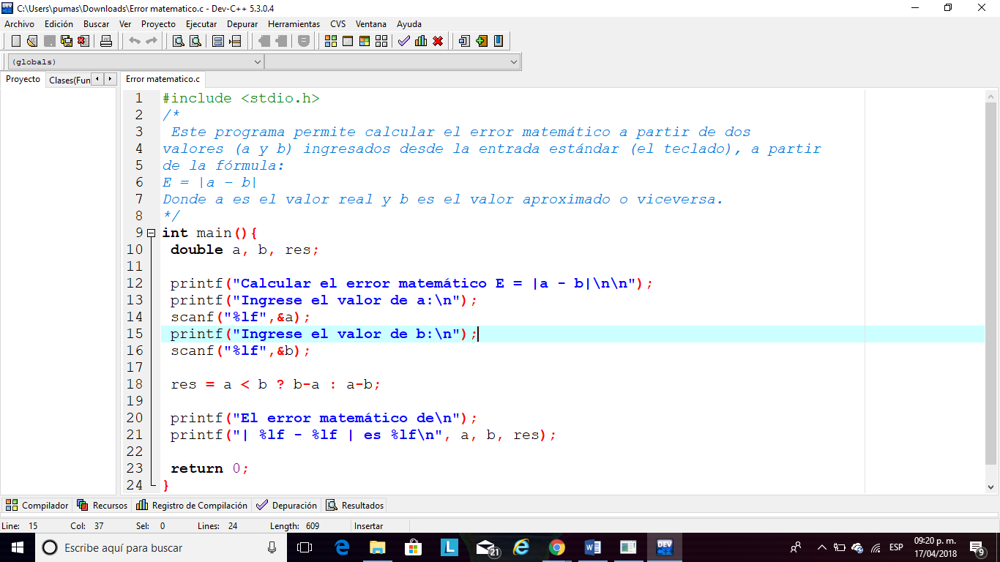 C:\Users\pumas\Downloads\Error matematico.c - Dev-C++ 5.3.0.4
Archivo Edición Buscar Ver Proyecto Ejecutar Depurar Herramientas CVS Ventana Ayuda
(globals)
Proyecto Clases(Fun Error matematico.c
1 #include <stdio.h>
2 /*
3 Este programa permite calcular el error matemático a partir de dos
4 valores (a y b) ingresados desde la entrada estándar (el teclado), a partir
5 de la fórmula:
6 E = |a - b|
7 Donde a es el valor real y b es el valor aproximado o viceversa.
8 */
9 int main(){
10 double a, b, res;
11
12 printf("Calcular el error matemático E = |a - b|\n\n");
13 printf("Ingrese el valor de a:\n");
14 scanf("%lf",&a);
15 printf("Ingrese el valor de b:\n");
16 scanf("%lf",&b);
17
18 res = a < b ? b-a : a-b;
19
20 printf("El error matemático de\n");
21 printf("| %lf - %lf | es %lf\n", a, b, res);
22
23 return 0;
24 }
Compilador Recursos Registro de Compilación Depuración Resultados
Line: 15 Col: 37 Sel: 0 Lines: 24 Length: 609 Insertar
Escribe aquí para buscar L 21 DEV ESP 09:20 p. m.
17/04/2018 9